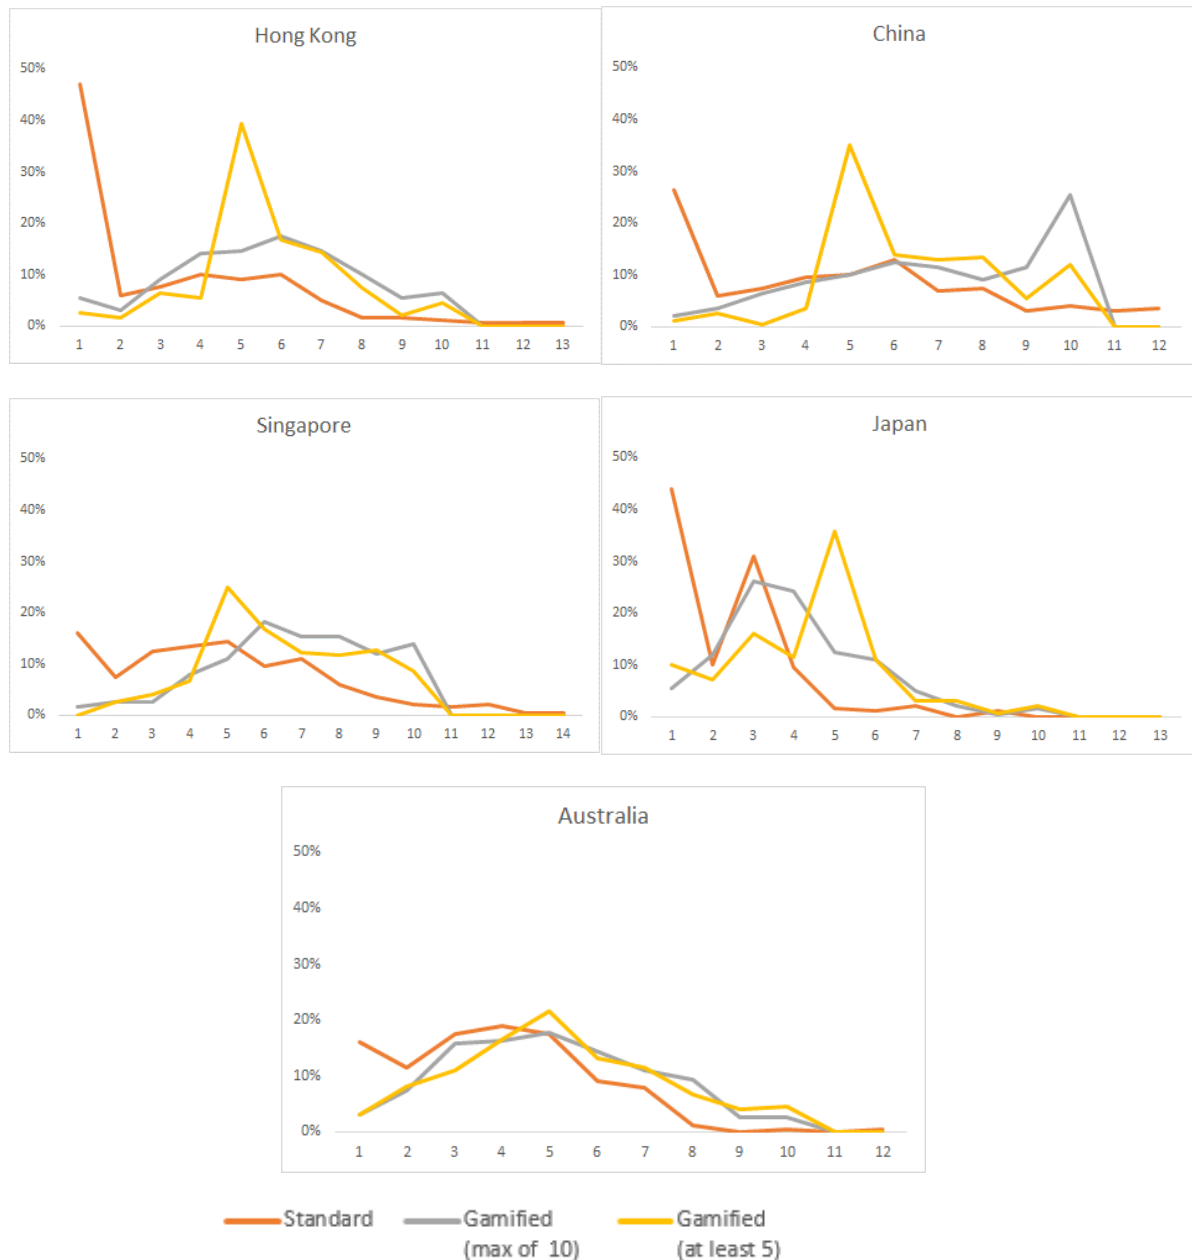 Hong Kong
50%
40%
30%
20%
10%
0%
1 2 3 4 5 6 7 8 9 10 11 12 13
China
50%
40%
30%
20%
10%
0%
1 2 3 4 5 6 7 8 9 10 11 12
Singapore
50%
40%
30%
20%
10%
0%
1 2 3 4 5 6 7 8 9 10 11 12 13 14
Japan
50%
40%
30%
20%
10%
0%
1 2 3 4 5 6 7 8 9 10 11 12 13
Australia
50%
40%
30%
20%
10%
0%
1 2 3 4 5 6 7 8 9 10 11 12
Standard
Gamified
(max of 10)
Gamified
(at least 5)